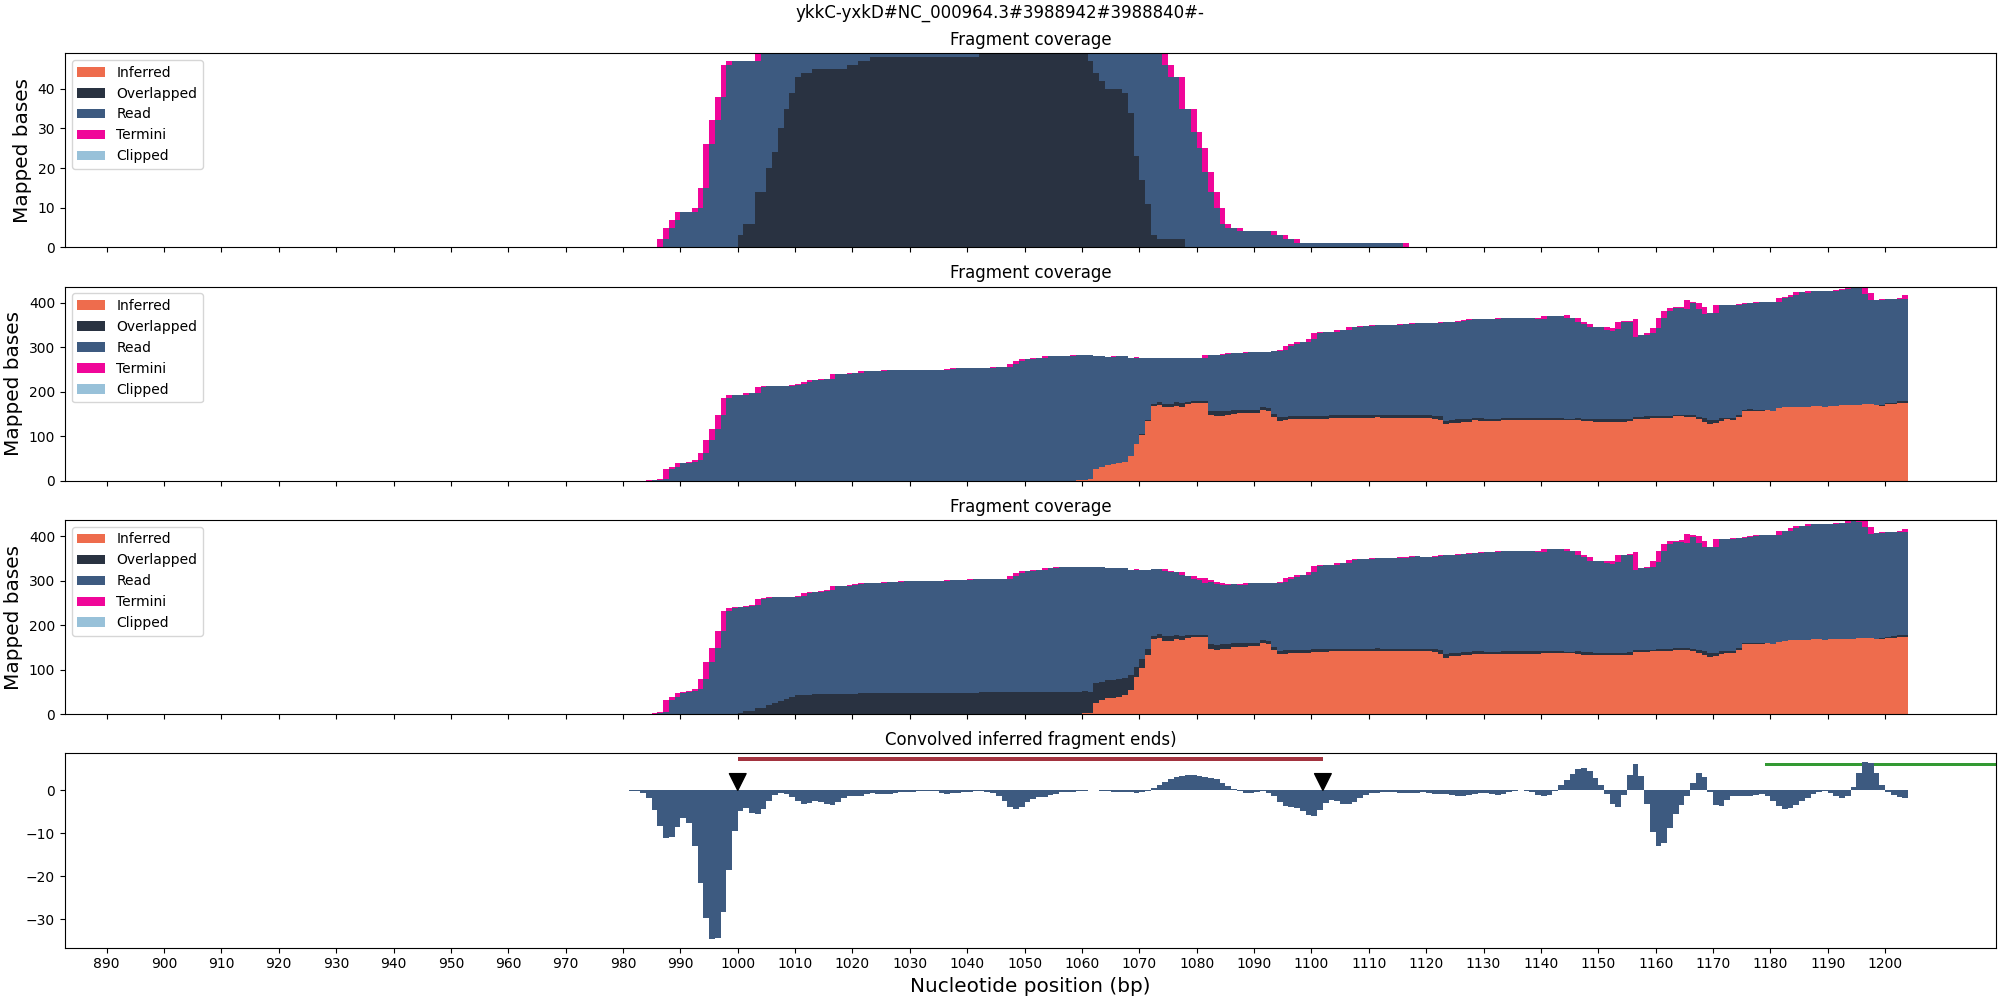 ykkC-yxkD#NC_000964.3#3988942#3988840#-
Fragment coverage
Mapped bases
40
30
20
10
0
Inferred
Overlapped
Read
Termini
Clipped
Fragment coverage
Mapped bases
400
300
200
100
0
Inferred
Overlapped
Read
Termini
Clipped
Fragment coverage
Mapped bases
400
300
200
100
0
Inferred
Overlapped
Read
Termini
Clipped
Convolved inferred fragment ends)
0
−10
−20
−30
890 900 910 920 930 940 950 960 970 980 990 1000 1010 1020 1030 1040 1050 1060 1070 1080 1090 1100 1110 1120 1130 1140 1150 1160 1170 1180 1190 1200
Nucleotide position (bp)